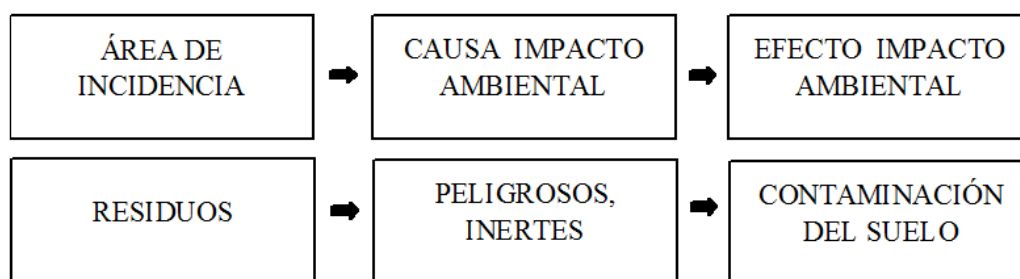 ÁREA DE
INCIDENCIA
CAUSA IMPACTO
AMBIENTAL
EFECTO IMPACTO
AMBIENTAL
RESIDUOS
PELIGROSOS,
INERTES
CONTAMINACIÓN
DEL SUELO